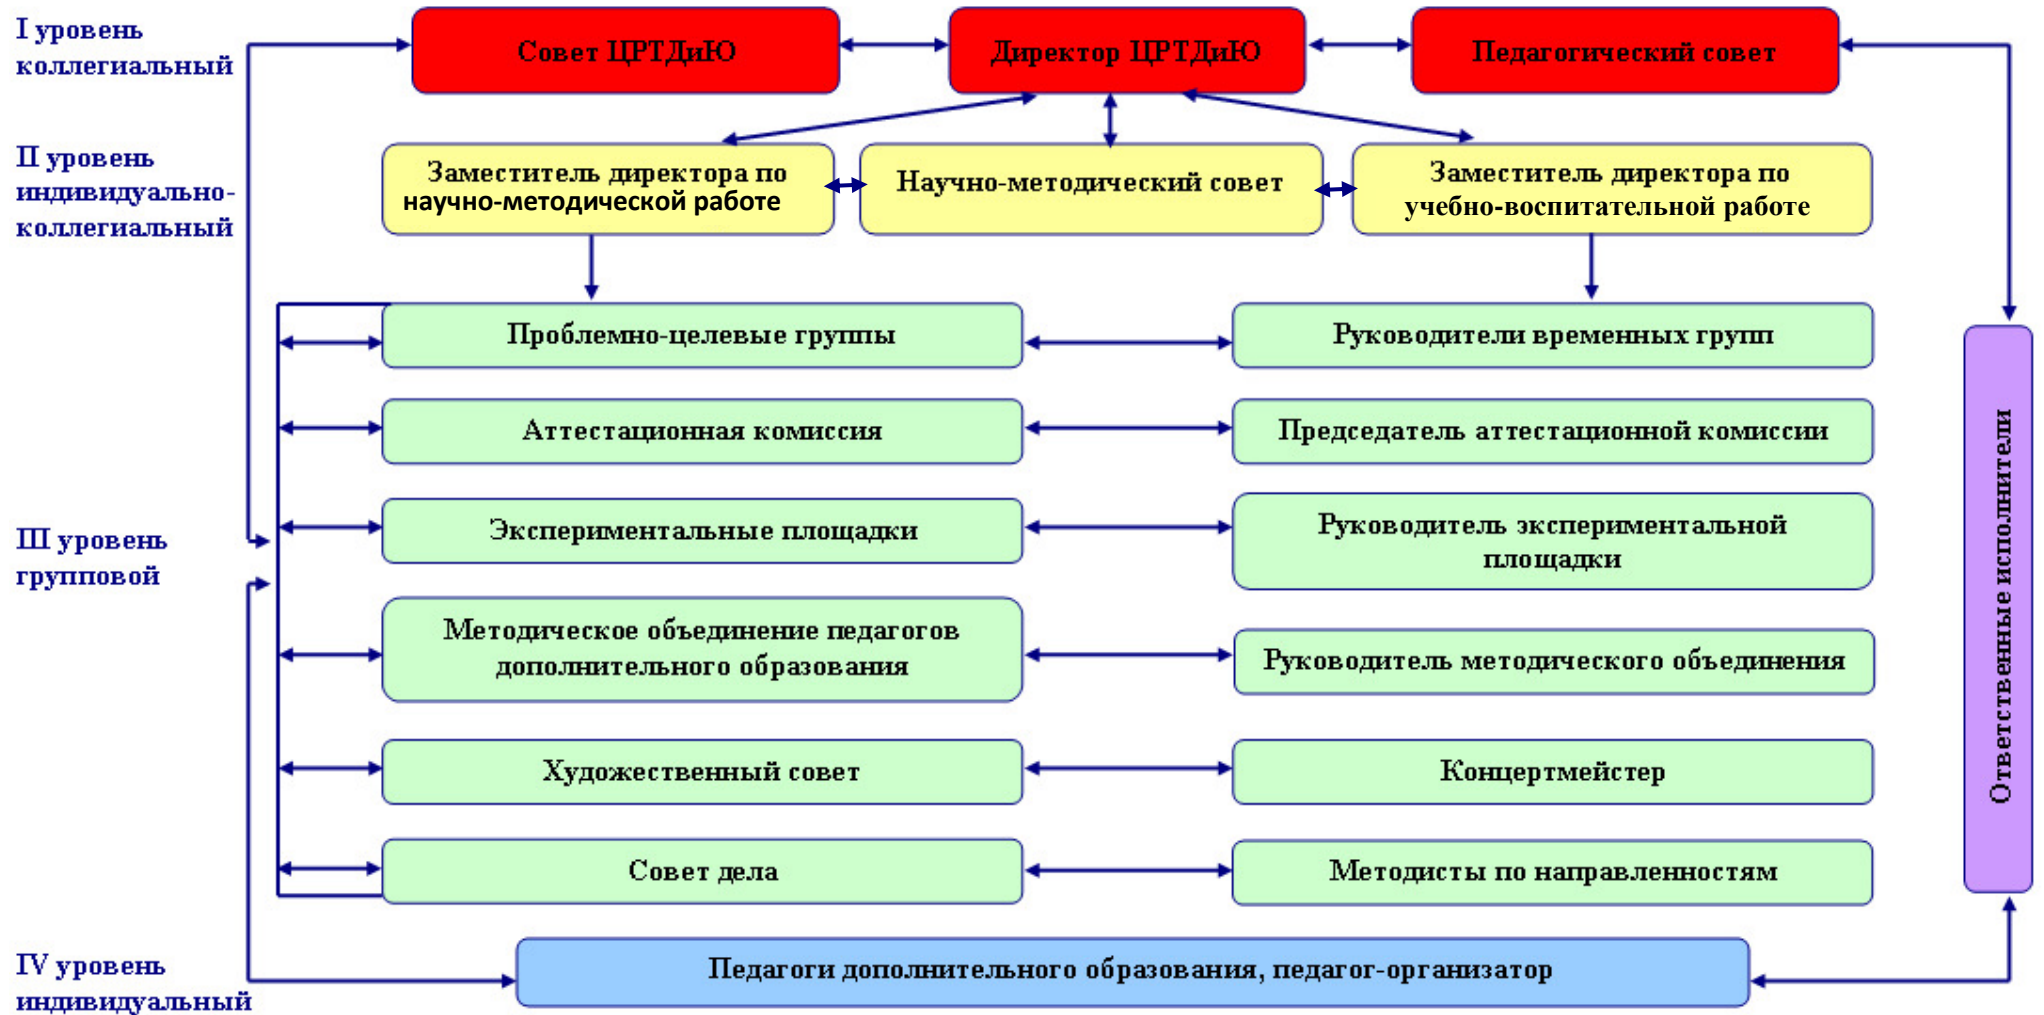 I уровень
коллегиальный
Совет ЦРТДиЮ
Директор ЦРТДиЮ
Педагогический совет
II уровень
индивидуально-
коллегиальный
Заместитель директора по
научно-методической работе
Научно-методический совет
Заместитель директора по
учебно-воспитательной работе
III уровень
групповой
Проблемно-целевые группы
Руководители временных групп
Аттестационная комиссия
Председатель аттестационной комиссии
Экспериментальные площадки
Руководитель экспериментальной
площадки
Методическое объединение педагогов
дополнительного образования
Руководитель методического объединения
Художественный совет
Концертмейстер
Совет дела
Методисты по направленностям
Ответственные исполнители
IV уровень
индивидуальный
Педагоги дополнительного образования, педагог-организатор